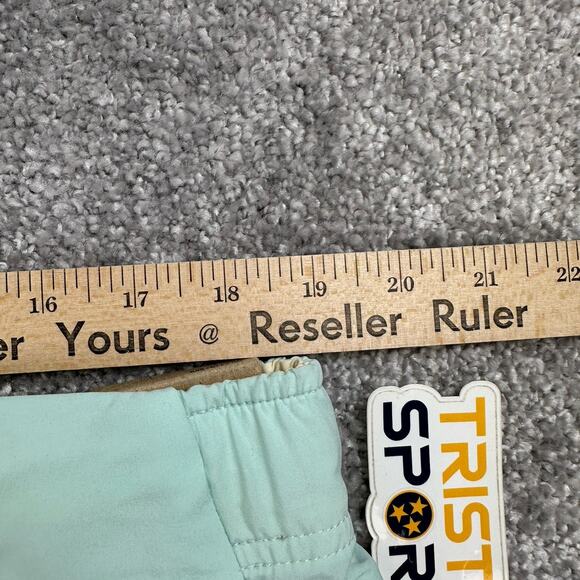 16 17 18 19 20 21 22
er Yours @ Reseller Ruler
TRIST
SPOR